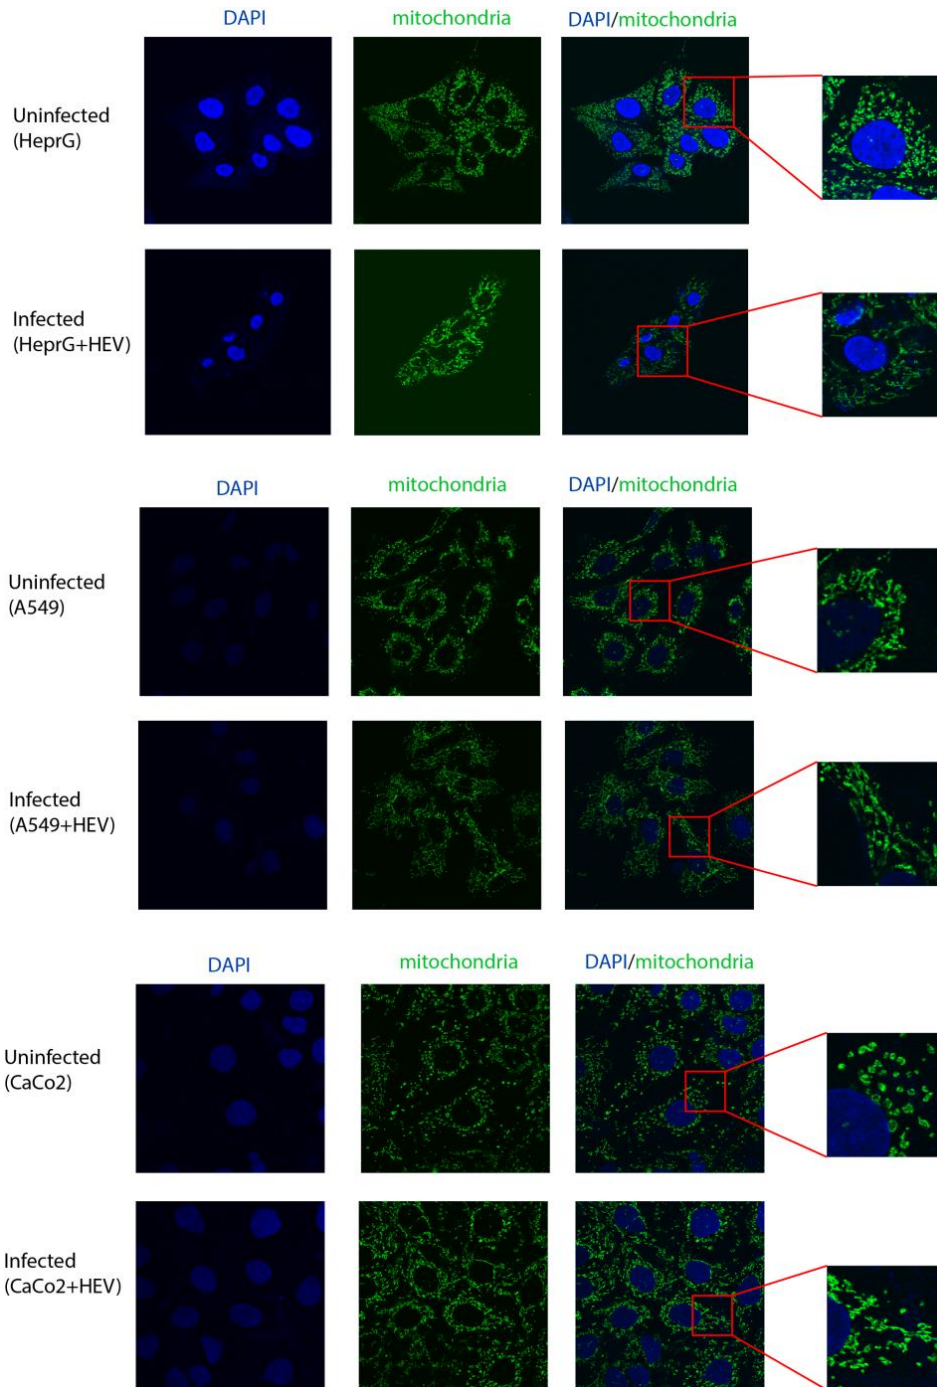 DAPI mitochondria DAPI/mitochondria
Uninfected
(HeprG)
Infected
(HeprG+HEV)
DAPI mitochondria DAPI/mitochondria
Uninfected
(A549)
Infected
(A549+HEV)
DAPI mitochondria DAPI/mitochondria
Uninfected
(CaCo2)
Infected
(CaCo2+HEV)